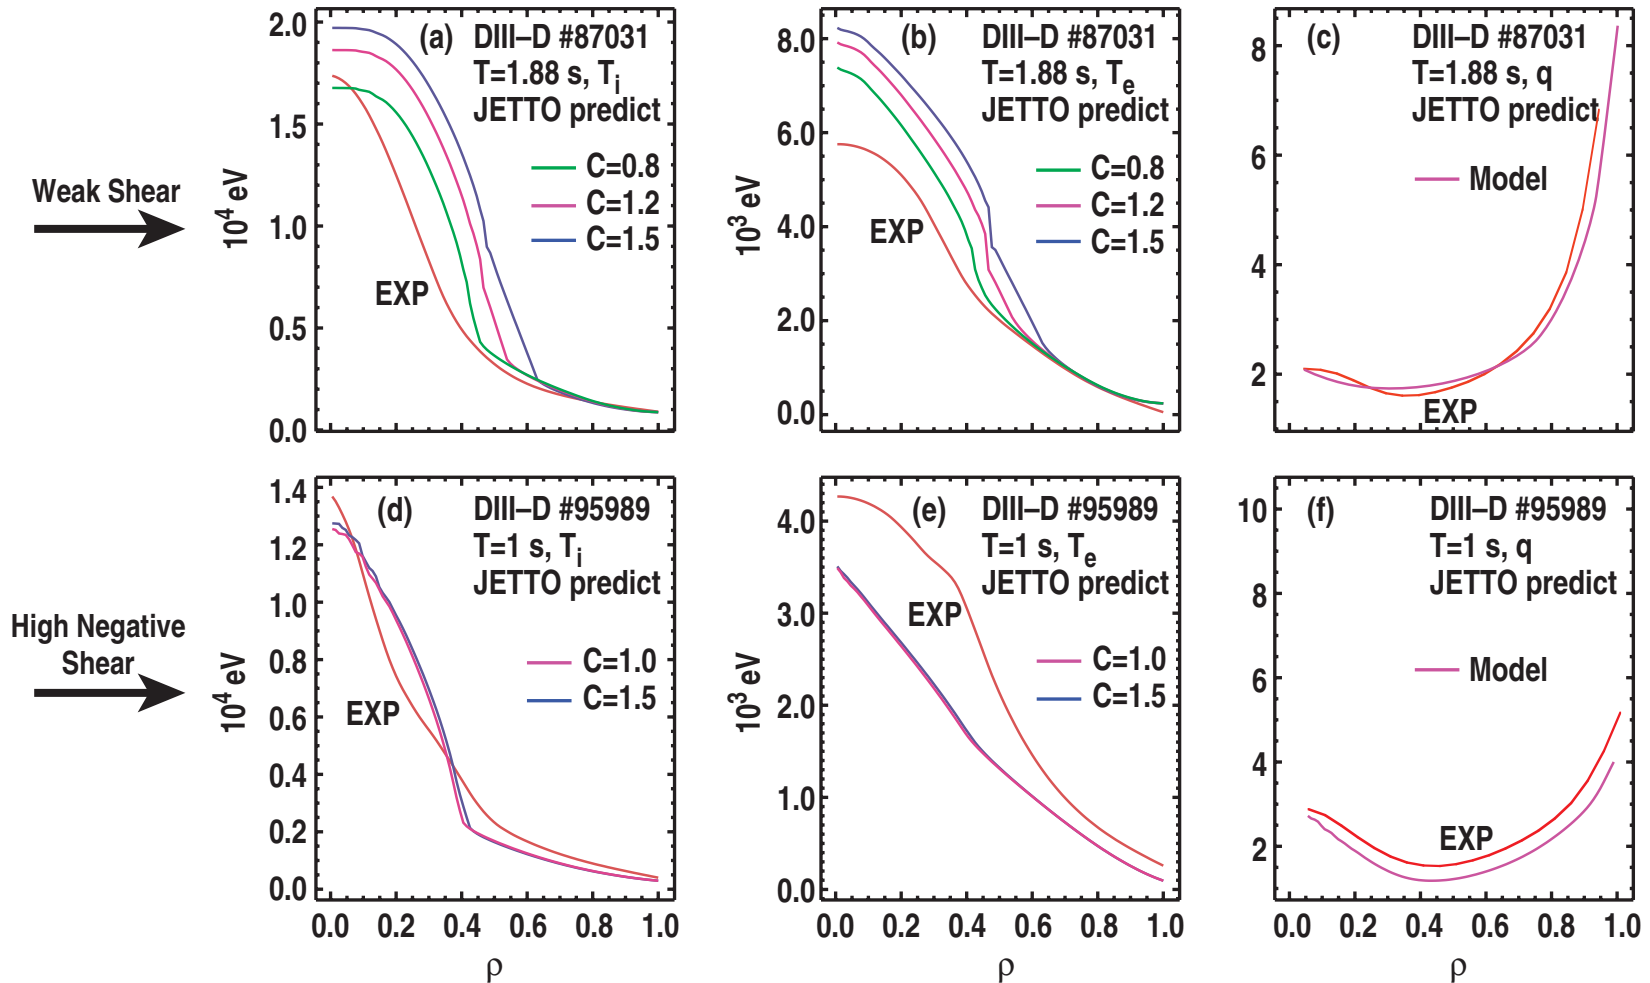 Weak Shear
10⁴ eV
2.0
1.5
1.0
0.5
0.0
(a) DIII–D #87031
T=1.88 s, Tᵢ
JETTO predict
C=0.8
C=1.2
C=1.5
EXP
10³ eV
8.0
6.0
4.0
2.0
0.0
(b) DIII–D #87031
T=1.88 s, Tₑ
JETTO predict
C=0.8
C=1.2
C=1.5
EXP
8
6
4
2
(c) DIII–D #87031
T=1.88 s, q
JETTO predict
Model
EXP
High Negative
Shear
10⁴ eV
1.4
1.2
1.0
0.8
0.6
0.4
0.2
0.0
(d) DIII–D #95989
T=1 s, Tᵢ
JETTO predict
C=1.0
C=1.5
EXP
0.0 0.2 0.4 0.6 0.8 1.0
ρ
10³ eV
4.0
3.0
2.0
1.0
0.0
(e) DIII–D #95989
T=1 s, Tₑ
JETTO predict
EXP
C=1.0
C=1.5
0.0 0.2 0.4 0.6 0.8 1.0
ρ
10
8
6
4
2
(f) DIII–D #95989
T=1 s, q
JETTO predict
Model
EXP
0.0 0.2 0.4 0.6 0.8 1.0
ρ